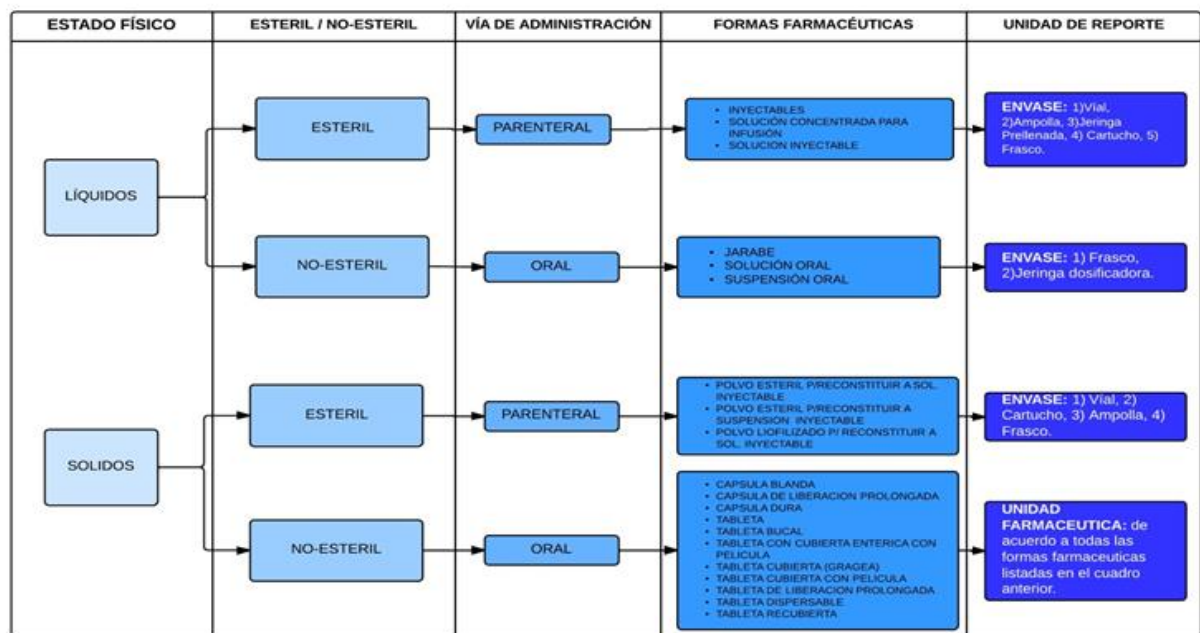 ESTADO FÍSICO
ESTERIL / NO-ESTERIL
VÍA DE ADMINISTRACIÓN
FORMAS FARMACÉUTICAS
UNIDAD DE REPORTE
LÍQUIDOS
ESTERIL
PARENTERAL
• INYECTABLES
• SOLUCIÓN CONCENTRADA PARA
INFUSIÓN
• SOLUCION INYECTABLE
ENVASE: 1)Víal,
2)Ampolla, 3)Jeringa
Prellenada, 4) Cartucho, 5)
Frasco.
NO-ESTERIL
ORAL
• JARABE
• SOLUCIÓN ORAL
• SUSPENSIÓN ORAL
ENVASE: 1) Frasco,
2)Jeringa dosificadora.
SOLIDOS
ESTERIL
PARENTERAL
• POLVO ESTERIL P/RECONSTITUIR A SOL.
INYECTABLE
• POLVO ESTERIL P/RECONSTITUIR A
SUSPENSION INYECTABLE
• POLVO LIOFILIZADO P/ RECONSTITUIR A
SOL. INYECTABLE
ENVASE: 1) Víal, 2)
Cartucho, 3) Ampolla, 4)
Frasco.
NO-ESTERIL
ORAL
• CAPSULA BLANDA
• CAPSULA DE LIBERACION PROLONGADA
• CAPSULA DURA
• TABLETA
• TABLETA BUCAL
• TABLETA CON CUBIERTA ENTERICA CON
PELICULA
• TABLETA CUBIERTA (GRAGEA)
• TABLETA CUBIERTA CON PELICULA
• TABLETA DE LIBERACION PROLONGADA
• TABLETA DISPERSABLE
• TABLETA RECUBIERTA
UNIDAD
FARMACEUTICA: de
acuerdo a todas las
formas farmaceuticas
listadas en el cuadro
anterior.